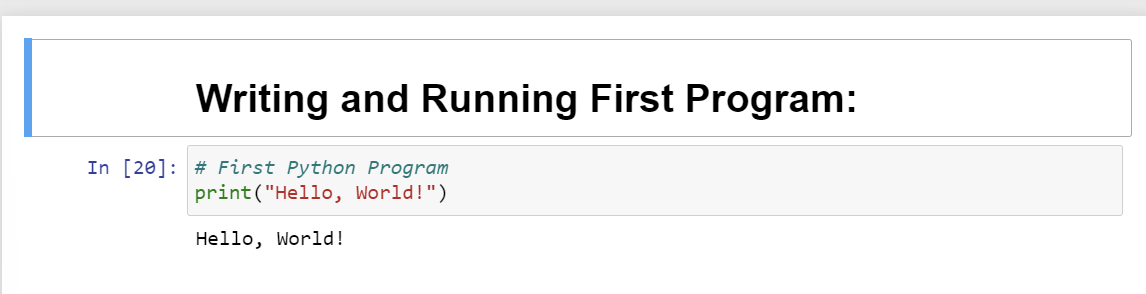 Writing and Running First Program:
In [20]: # First Python Program
print("Hello, World!")
Hello, World!